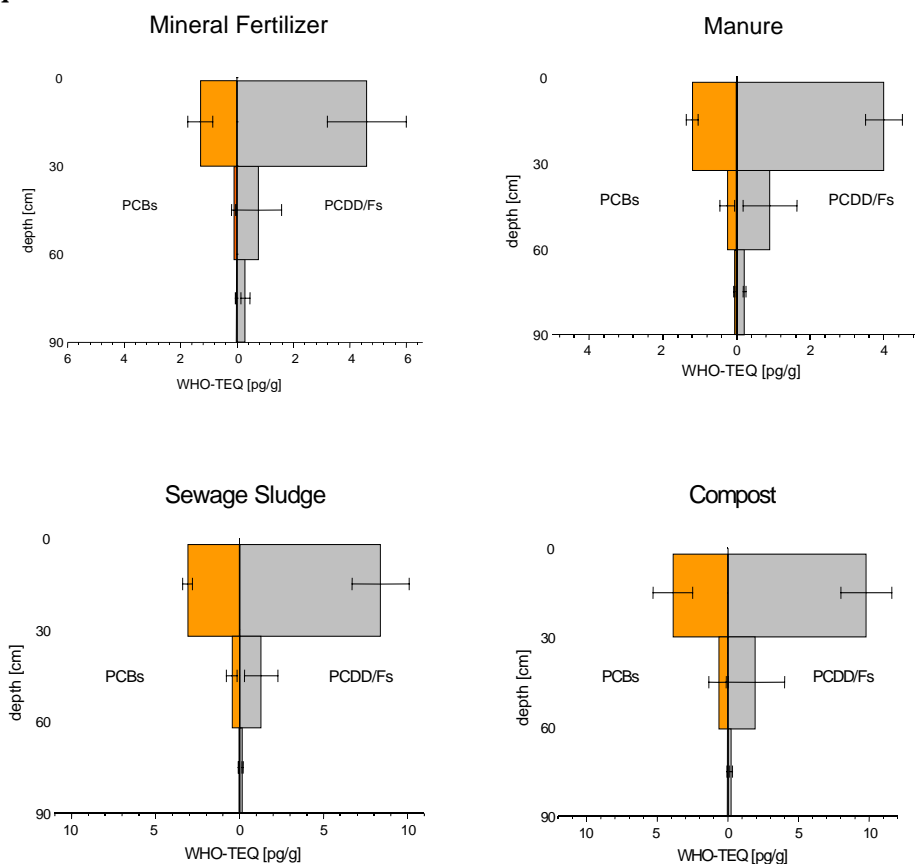 Mineral Fertilizer
0
30
60
90
depth [cm]
PCBs
PCDD/Fs
6 4 2 0 2 4 6
WHO-TEQ [pg/g]
Manure
0
30
60
90
depth [cm]
PCBs
PCDD/Fs
4 2 0 2 4
WHO-TEQ [pg/g]
Sewage Sludge
0
30
60
90
depth [cm]
PCBs
PCDD/Fs
10 5 0 5 10
WHO-TEQ [pg/g]
Compost
0
30
60
90
depth [cm]
PCBs
PCDD/Fs
10 5 0 5 10
WHO-TEQ [pg/g]